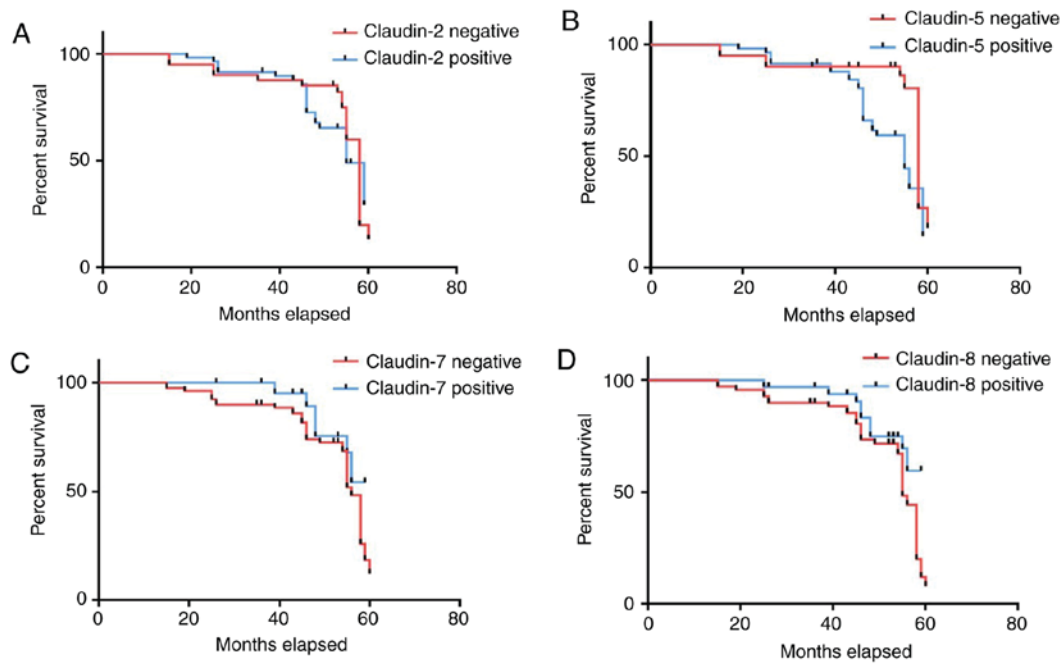 A
Claudin-2 negative
Claudin-2 positive
Percent survival
100
50
0
0 20 40 60 80
Months elapsed
B
Claudin-5 negative
Claudin-5 positive
Percent survival
100
50
0
0 20 40 60 80
Months elapsed
C
Claudin-7 negative
Claudin-7 positive
Percent survival
100
50
0
0 20 40 60 80
Months elapsed
D
Claudin-8 negative
Claudin-8 positive
Percent survival
100
50
0
0 20 40 60 80
Months elapsed